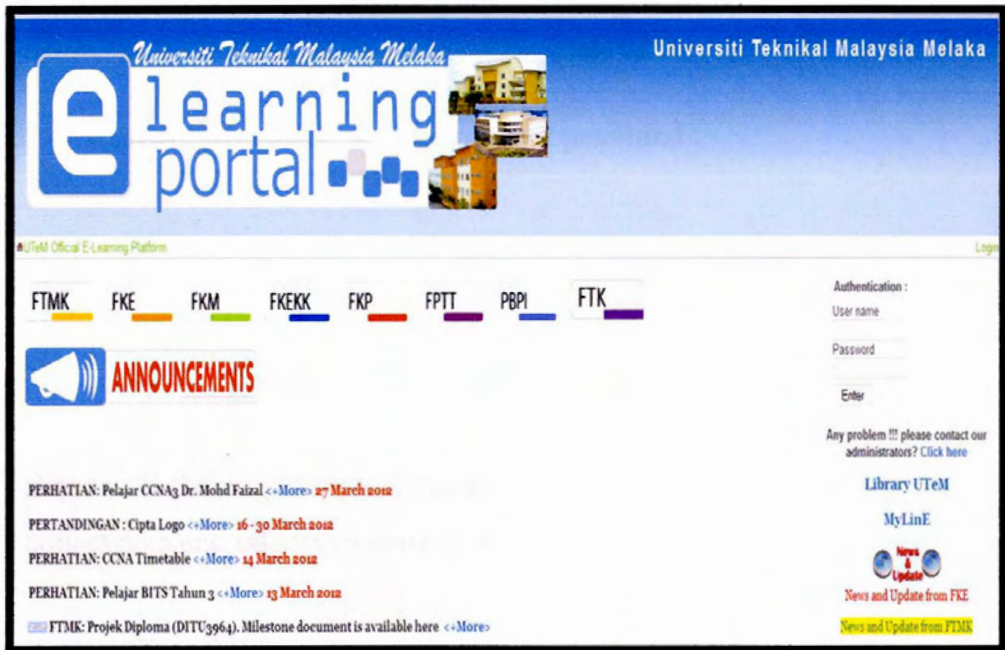 Universiti Teknikal Malaysia Melaka
Universiti Teknikal Malaysia Melaka
e learning
portal
UTeM Official E-Learning Platform
Login
FTMK FKE FKM FKEKK FKP FPTT PBPI FTK
ANNOUNCEMENTS
PERHATIAN: Pelajar CCNA3 Dr. Mohd Faizal <+More> 27 March 2012
PERTANDINGAN : Cipta Logo <+More> 16 - 30 March 2012
PERHATIAN: CCNA Timetable <+More> 14 March 2012
PERHATIAN: Pelajar BITS Tahun 3 <+More> 13 March 2012
FTMK: Projek Diploma (DITU3964). Milestone document is available here <+More>
Authentication :
User name
Password
Enter
Any problem !!! please contact our
administrators? Click here
Library UTeM
MyLinE
News
&
Update
News and Update from FKE
News and Update from FTMK